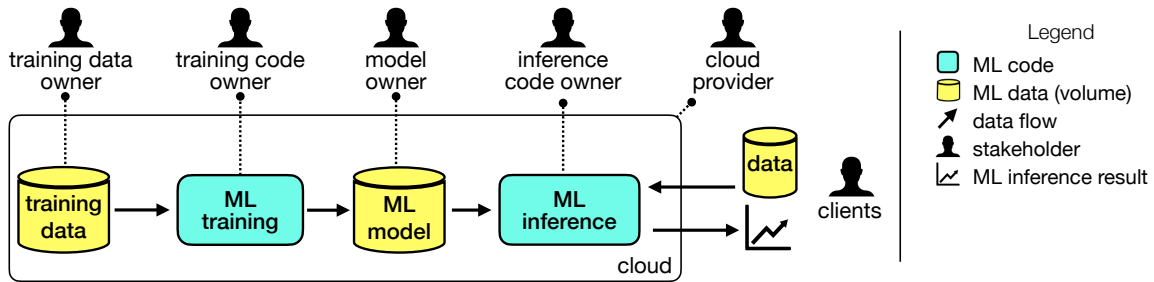 training data
owner
training code
owner
model
owner
inference
code owner
cloud
provider
training
data
ML
training
ML
model
ML
inference
cloud
data
clients
Legend
ML code
ML data (volume)
data flow
stakeholder
ML inference result